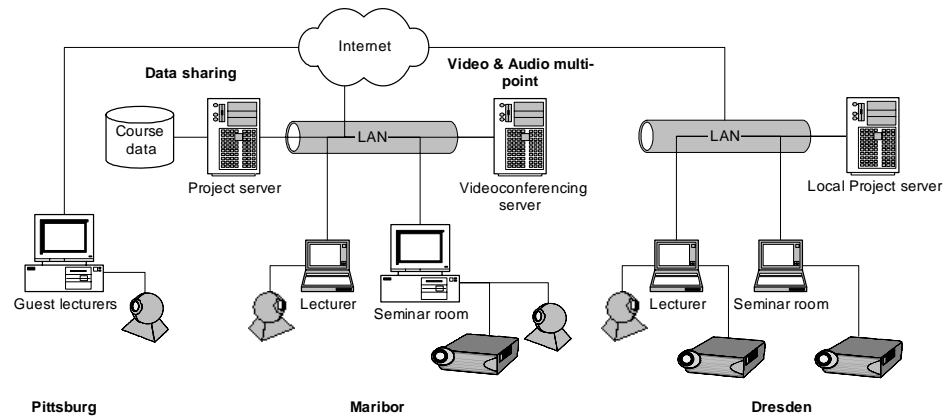 Internet
Data sharing
Video & Audio multi-
point
Course
data
LAN
LAN
Project server
Videoconferencing
server
Local Project server
Guest lecturers
Lecturer
Seminar room
Lecturer
Seminar room
Pittsburg
Maribor
Dresden